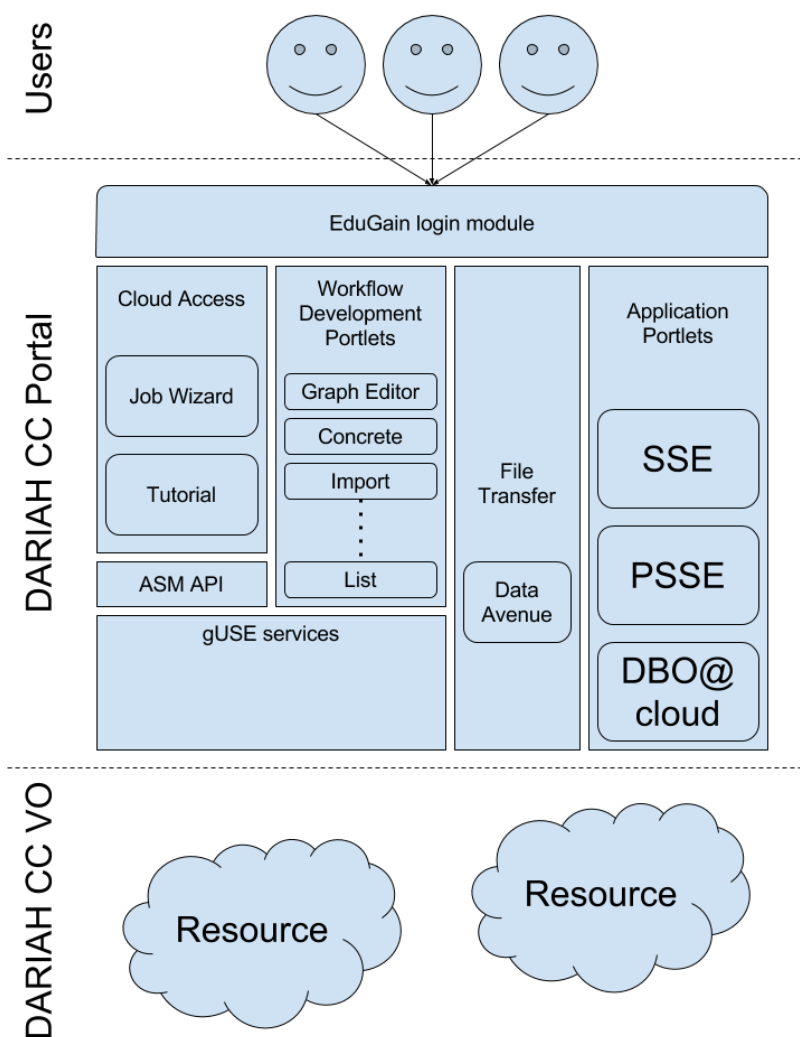 Users
EduGain login module
DARIAH CC Portal
Cloud Access
Job Wizard
Tutorial
ASM API
Workflow
Development
Portlets
Graph Editor
Concrete
Import
List
gUSE services
File
Transfer
Data
Avenue
Application
Portlets
SSE
PSSE
DBO@
cloud
DARIAH CC VO
Resource
Resource